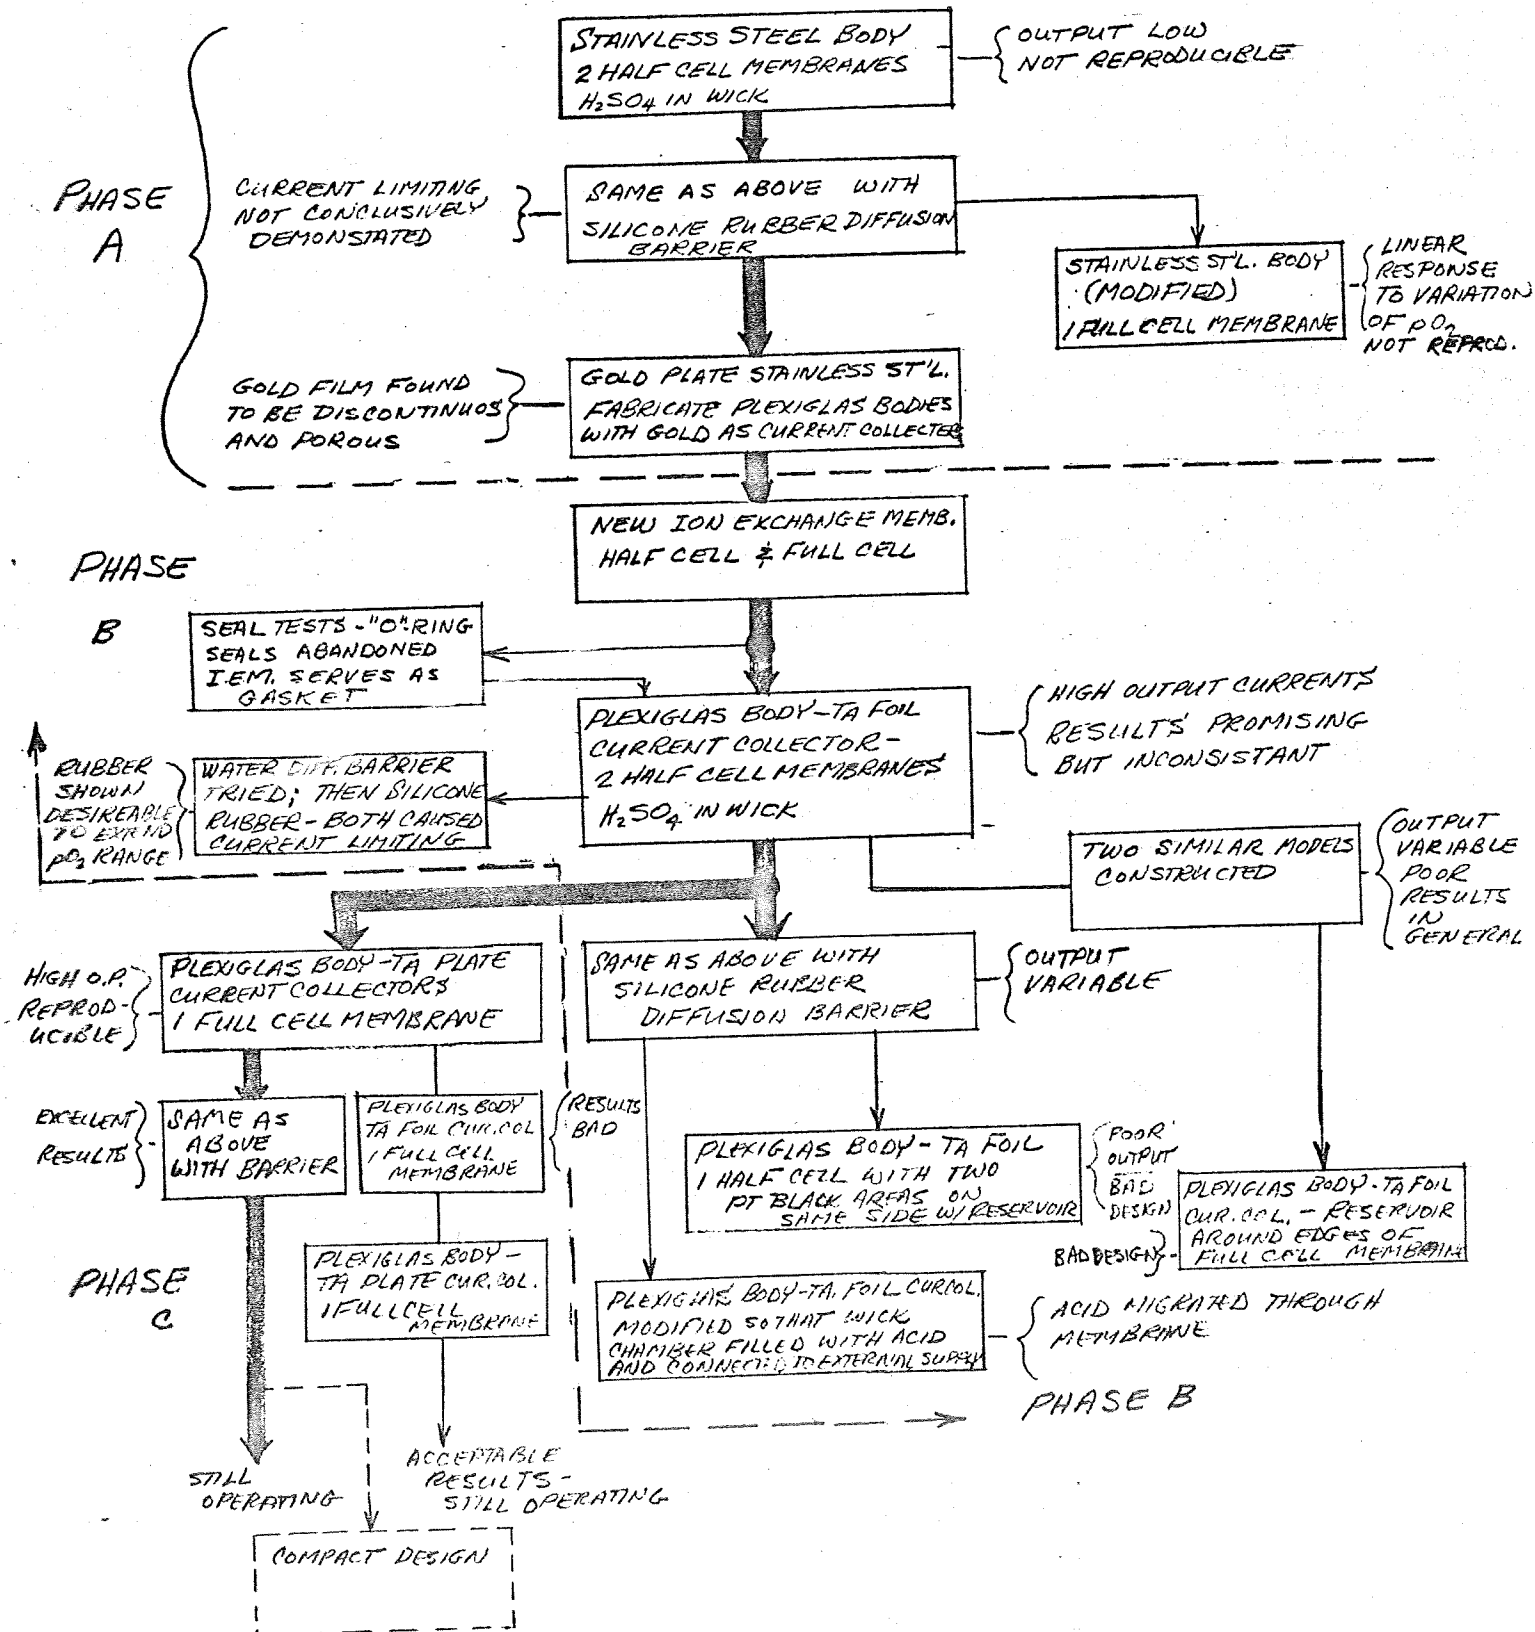 STAINLESS STEEL BODY
2 HALF CELL MEMBRANES
H₂SO₄ IN WICK
OUTPUT LOW
NOT REPRODUCIBLE
PHASE
A
CURRENT LIMITING
NOT CONCLUSIVELY
DEMONSTATED
SAME AS ABOVE WITH
SILICONE RUBBER DIFFUSION
BARRIER
STAINLESS ST'L. BODY
(MODIFIED)
1 FULL CELL MEMBRANE
LINEAR
RESPONSE
TO VARIATION
OF pO₂
NOT REPROD.
GOLD FILM FOUND
TO BE DISCONTINUOS
AND POROUS
GOLD PLATE STAINLESS ST'L.
FABRICATE PLEXIGLAS BODIES
WITH GOLD AS CURRENT COLLECTER
NEW ION EXCHANGE MEMB.
HALF CELL & FULL CELL
PHASE
B
SEAL TESTS - "O" RING
SEALS ABANDONED
I.E.M. SERVES AS
GASKET
PLEXIGLAS BODY-TA FOIL
CURRENT COLLECTOR-
2 HALF CELL MEMBRANES
H₂SO₄ IN WICK
HIGH OUTPUT CURRENTS
RESULTS PROMISING
BUT INCONSISTANT
RUBBER
SHOWN
DESIREABLE
TO EXTND
pO₂ RANGE
WATER DIFF. BARRIER
TRIED; THEN SILICONE
RUBBER-BOTH CAUSED
CURRENT LIMITING
TWO SIMILAR MODELS
CONSTRUCTED
OUTPUT
VARIABLE
POOR
RESULTS
IN
GENERAL
HIGH O.P.
REPROD-
UCIBLE
PLEXIGLAS BODY-TA PLATE
CURRENT COLLECTORS
1 FULL CELL MEMBRANE
SAME AS ABOVE WITH
SILICONE RUBBER
DIFFUSION BARRIER
OUTPUT
VARIABLE
EXCELLENT
RESULTS
SAME AS
ABOVE
WITH BARRIER
PLEXIGLAS BODY
TA FOIL CUR. COL
1 FULL CELL
MEMBRANE
RESULTS
BAD
PLEXIGLAS BODY - TA FOIL
1 HALF CELL WITH TWO
PT BLACK AREAS ON
SAME SIDE W/ RESERVOIR
POOR
OUTPUT
BAD
DESIGN
PLEXIGLAS BODY - TA FOIL
CUR. COL. - RESERVOIR
AROUND EDGES OF
FULL CELL MEMBRANE
BAD DESIGN
PHASE
C
PLEXIGLAS BODY -
TA PLATE CUR. COL.
1 FULL CELL
MEMBRANE
PLEXIGLAS BODY-TA. FOIL CUR. COL.
MODIFIED SO THAT WICK
CHAMBER FILLED WITH ACID
AND CONNECTED TO EXTERNAL SUPPLY
ACID MIGRATED THROUGH
MEMBRANE
PHASE B
STILL
OPERATING
ACCEPTABLE
RESULTS -
STILL OPERATING
COMPACT DESIGN